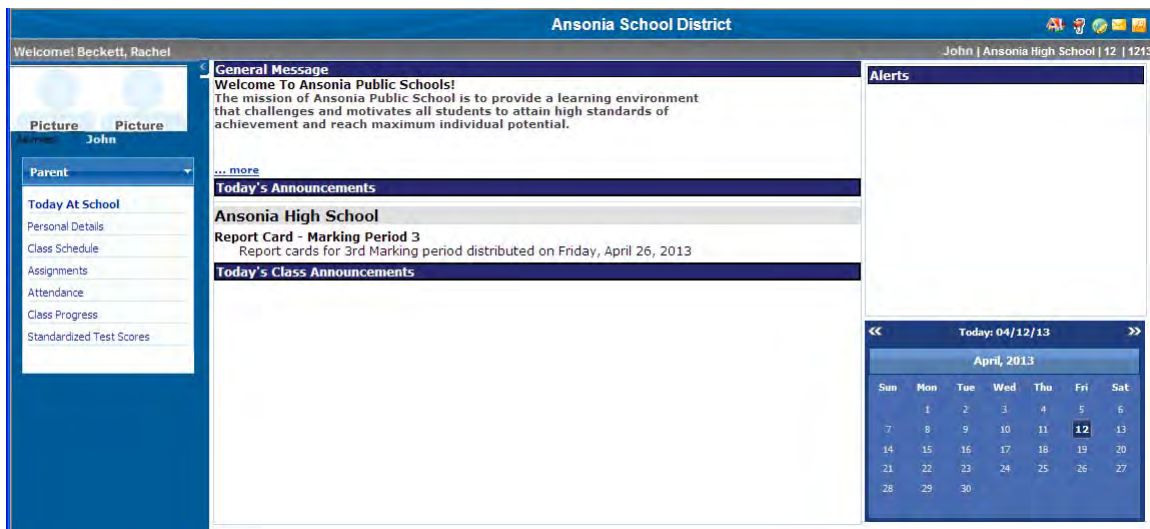 Ansonia School District
Welcome! Beckett, Rachel
John | Ansonia High School | 12 | 1213
Picture Picture
John
Parent
Today At School
Personal Details
Class Schedule
Assignments
Attendance
Class Progress
Standardized Test Scores
General Message
Welcome To Ansonia Public Schools!
The mission of Ansonia Public School is to provide a learning environment
that challenges and motivates all students to attain high standards of
achievement and reach maximum individual potential.
... more
Today's Announcements
Ansonia High School
Report Card - Marking Period 3
Report cards for 3rd Marking period distributed on Friday, April 26, 2013
Today's Class Announcements
Alerts
<< Today: 04/12/13 >>
April, 2013
Sun Mon Tue Wed Thu Fri Sat
1 2 3 4 5 6
7 8 9 10 11 12 13
14 15 16 17 18 19 20
21 22 23 24 25 26 27
28 29 30